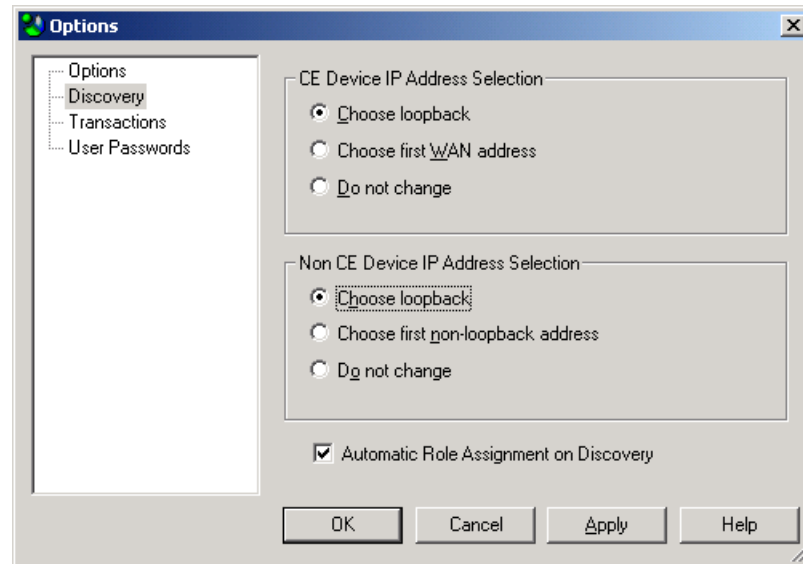 Options
Options
Discovery
Transactions
User Passwords
CE Device IP Address Selection
Choose loopback
Choose first WAN address
Do not change
Non CE Device IP Address Selection
Choose loopback
Choose first non-loopback address
Do not change
Automatic Role Assignment on Discovery
OK Cancel Apply Help